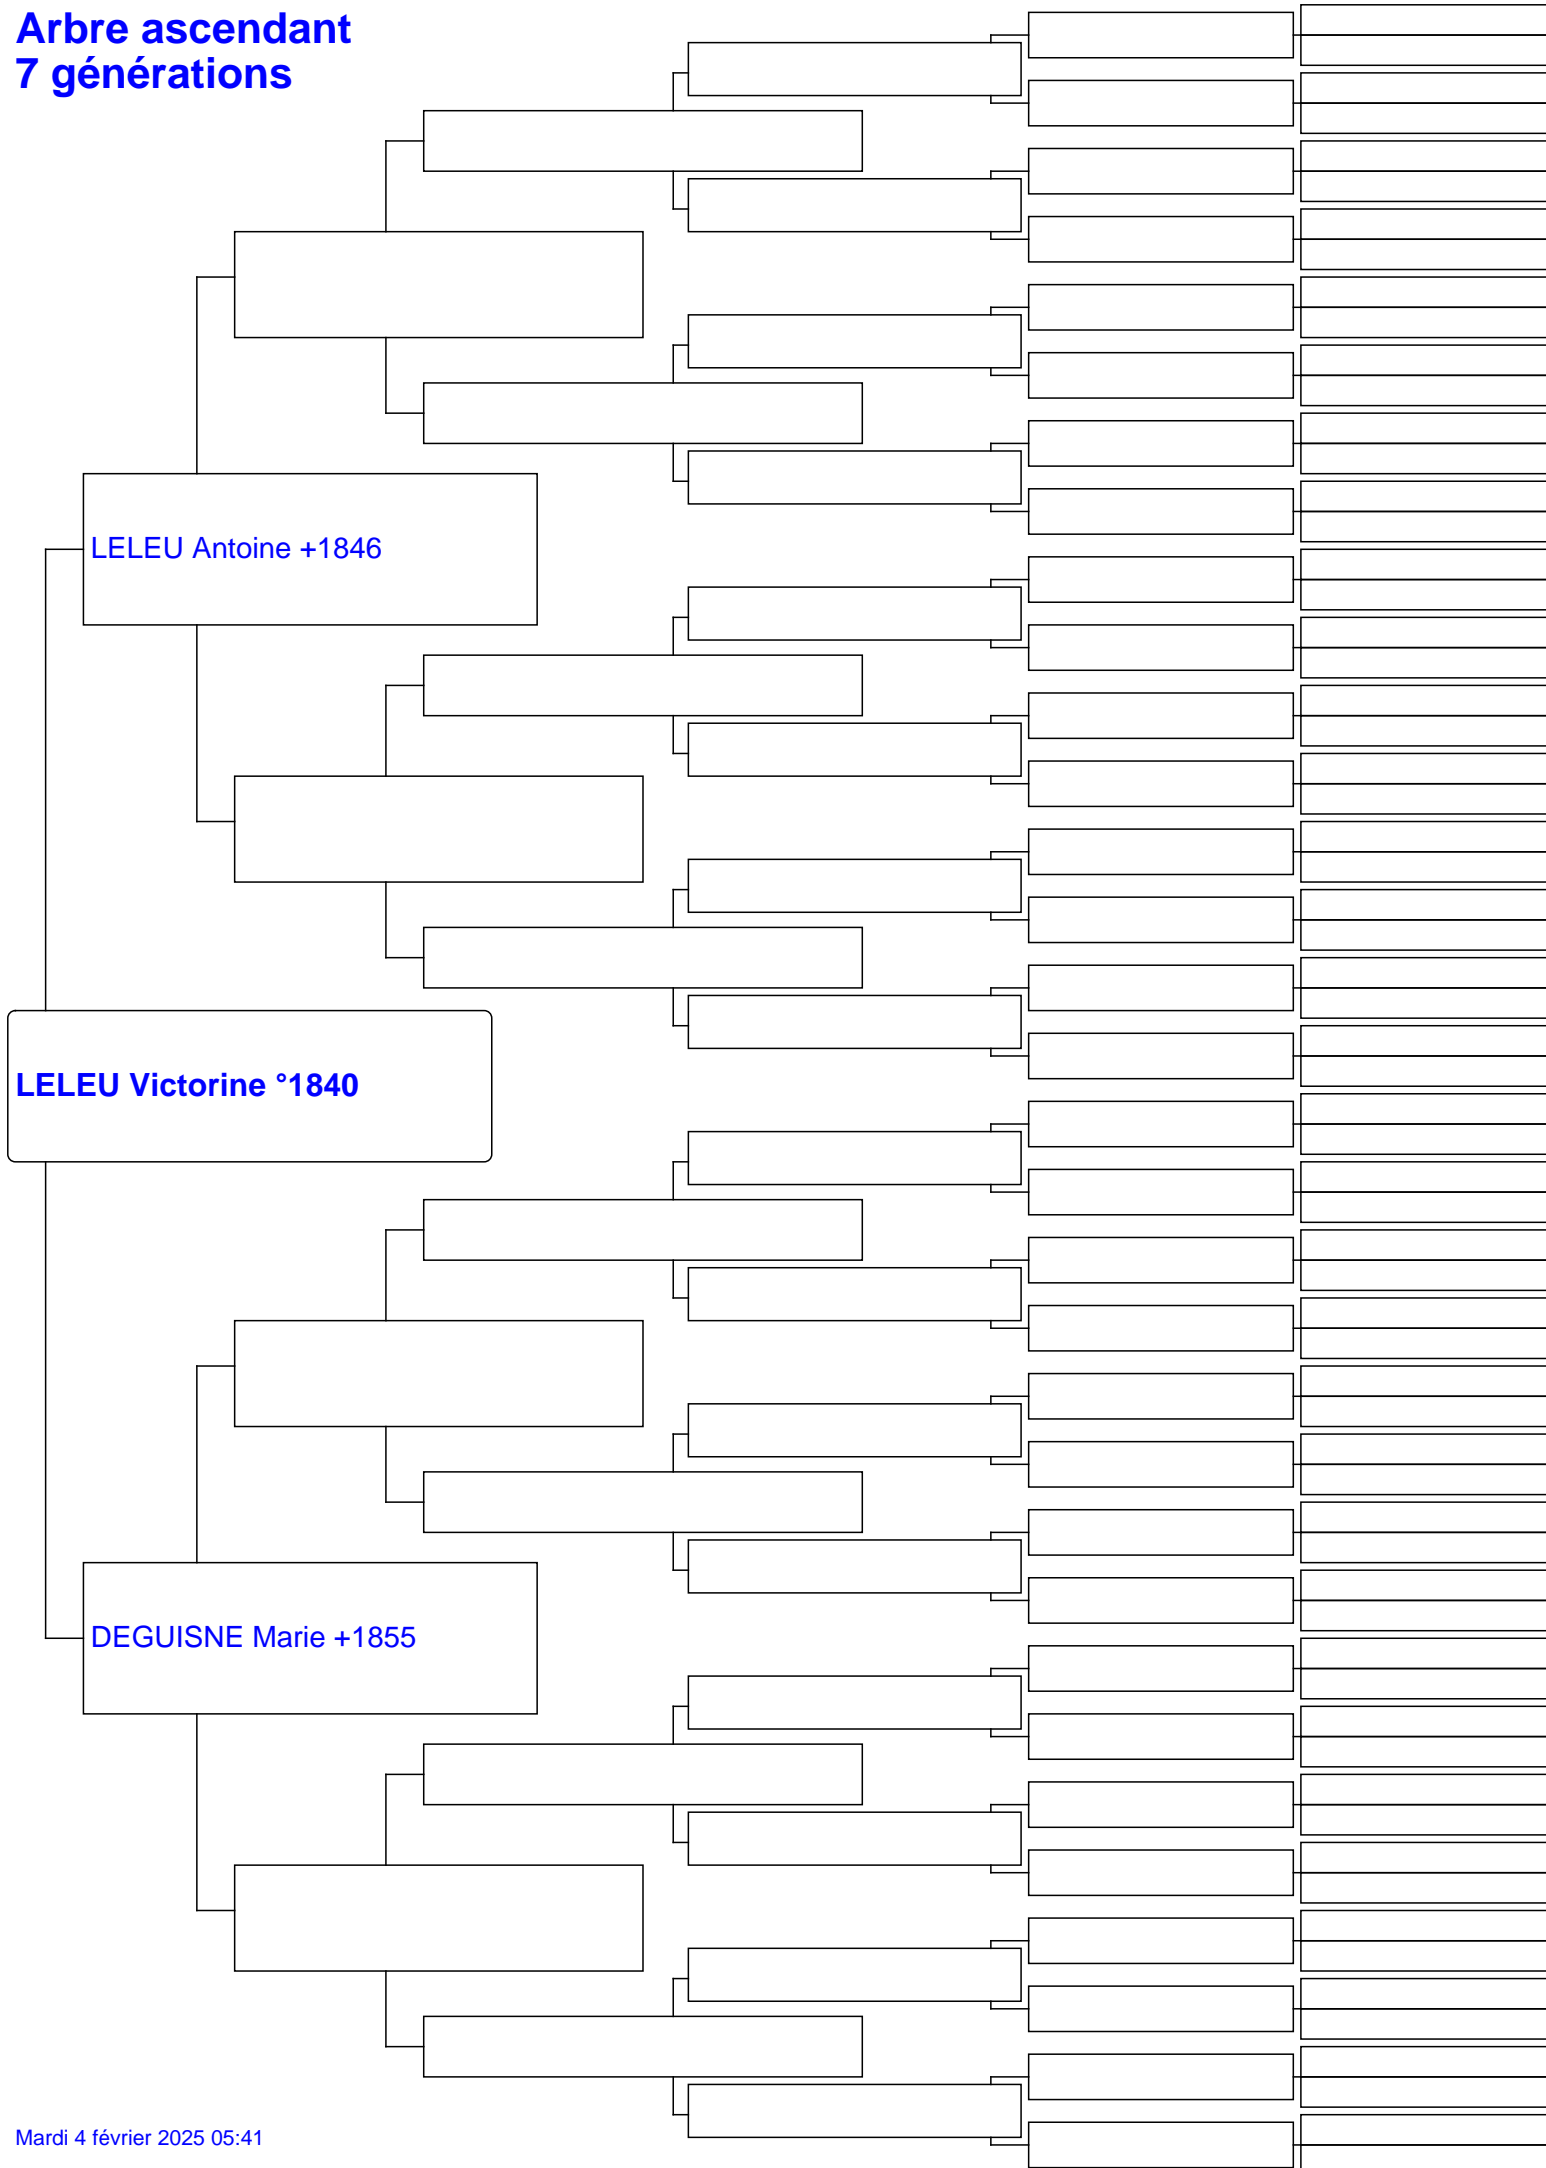 Arbre ascendant
7 générations
LELEU Antoine +1846
LELEU Victorine °1840
DEGUISNE Marie +1855
Mardi 4 février 2025 05:41